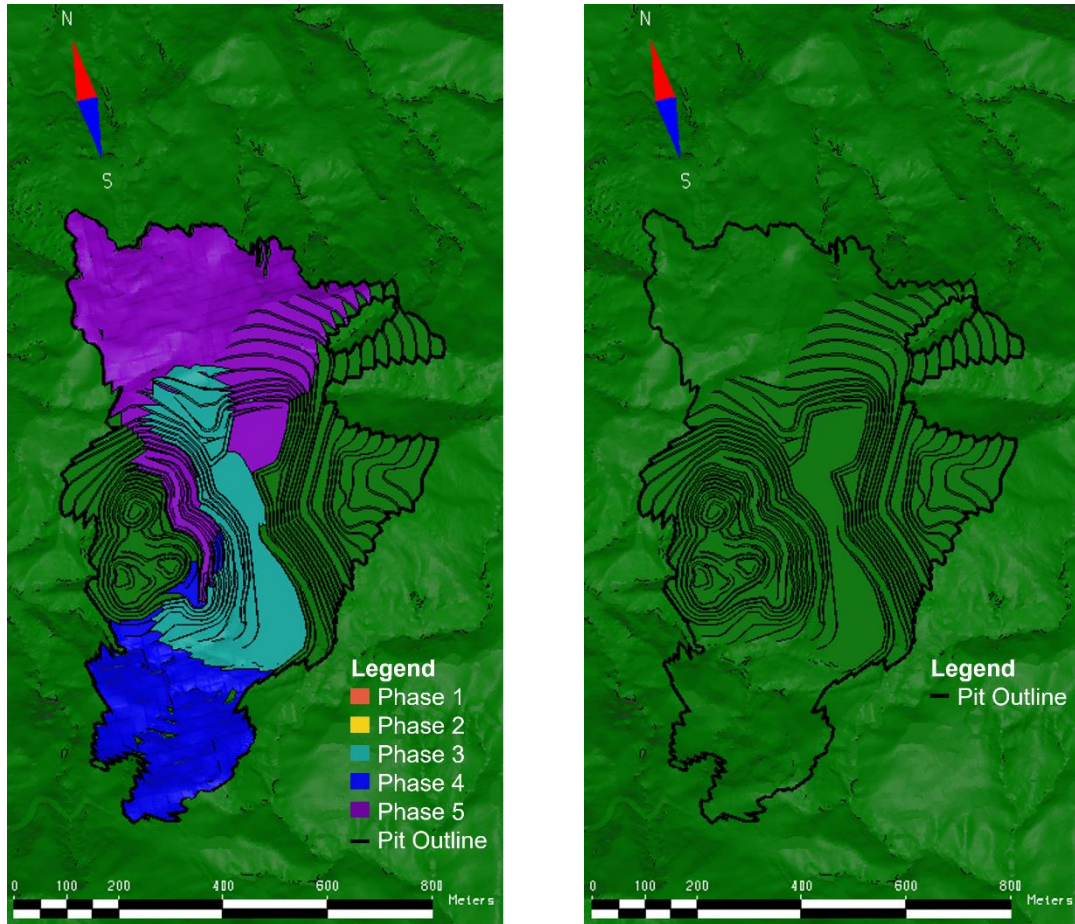 N
S
Legend
Phase 1
Phase 2
Phase 3
Phase 4
Phase 5
Pit Outline
0 100 200 400 600 800
Meters
N
S
Legend
Pit Outline
0 100 200 400 600 800
Meters